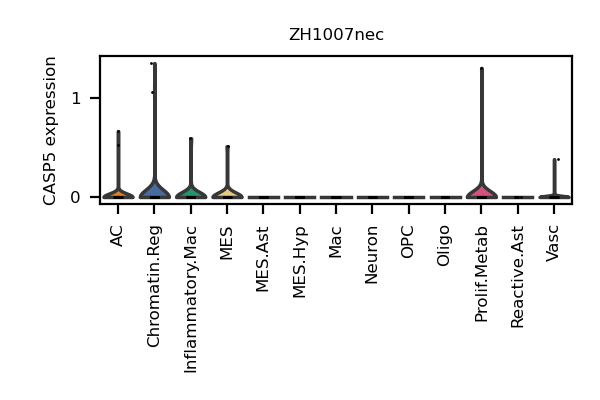 ZH1007nec
CASP5 expression
1
0
AC
Chromatin.Reg
Inflammatory.Mac
MES
MES.Ast
MES.Hyp
Mac
Neuron
OPC
Oligo
Prolif.Metab
Reactive.Ast
Vasc